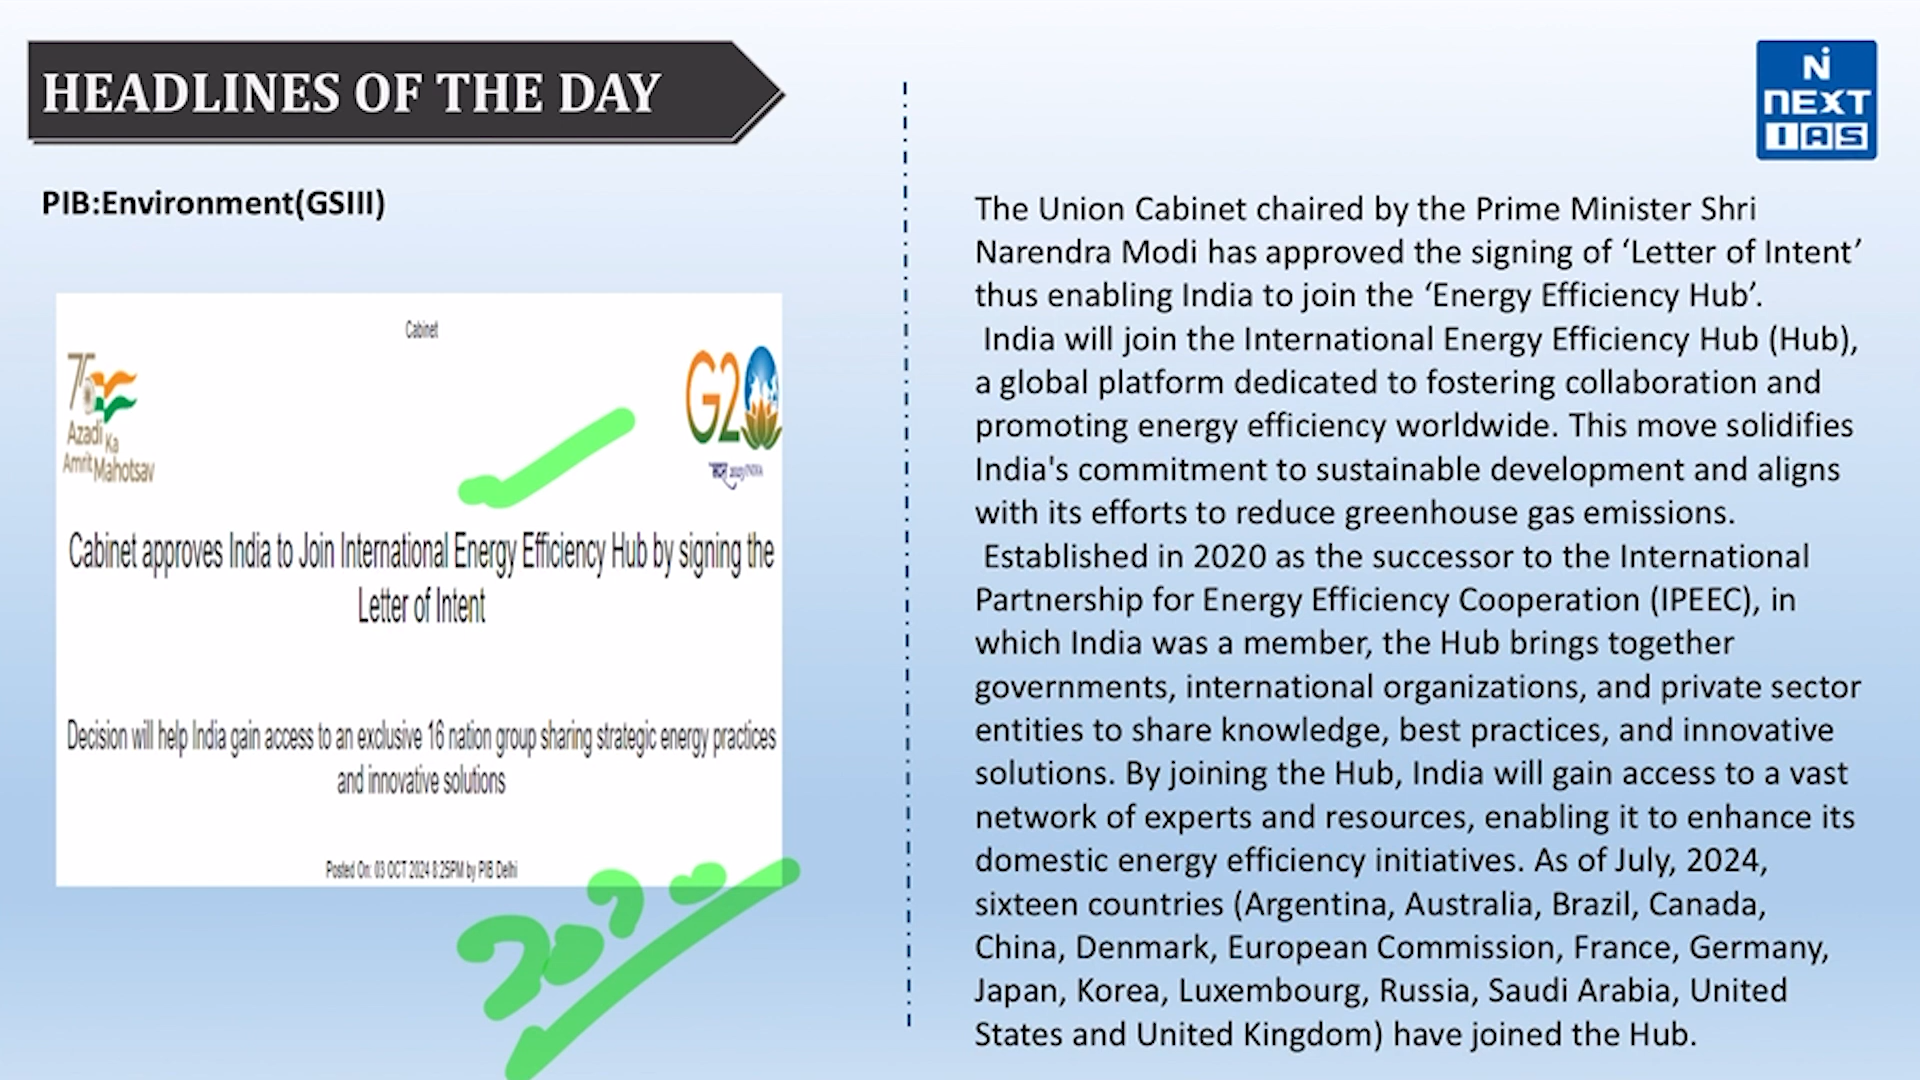 HEADLINES OF THE DAY
PIB:Environment(GSIII)
Cabinet
75
Azadi Ka
Amrit Mahotsav
G20
Cabinet approves India to Join International Energy Efficiency Hub by signing the
Letter of Intent
Decision will help India gain access to an exclusive 16 nation group sharing strategic energy practices
and innovative solutions
Posted On: 03 OCT 2024 8:25PM by PIB Delhi
NEXT
IAS
The Union Cabinet chaired by the Prime Minister Shri
Narendra Modi has approved the signing of ‘Letter of Intent’
thus enabling India to join the ‘Energy Efficiency Hub’.
India will join the International Energy Efficiency Hub (Hub),
a global platform dedicated to fostering collaboration and
promoting energy efficiency worldwide. This move solidifies
India's commitment to sustainable development and aligns
with its efforts to reduce greenhouse gas emissions.
Established in 2020 as the successor to the International
Partnership for Energy Efficiency Cooperation (IPEEC), in
which India was a member, the Hub brings together
governments, international organizations, and private sector
entities to share knowledge, best practices, and innovative
solutions. By joining the Hub, India will gain access to a vast
network of experts and resources, enabling it to enhance its
domestic energy efficiency initiatives. As of July, 2024,
sixteen countries (Argentina, Australia, Brazil, Canada,
China, Denmark, European Commission, France, Germany,
Japan, Korea, Luxembourg, Russia, Saudi Arabia, United
States and United Kingdom) have joined the Hub.